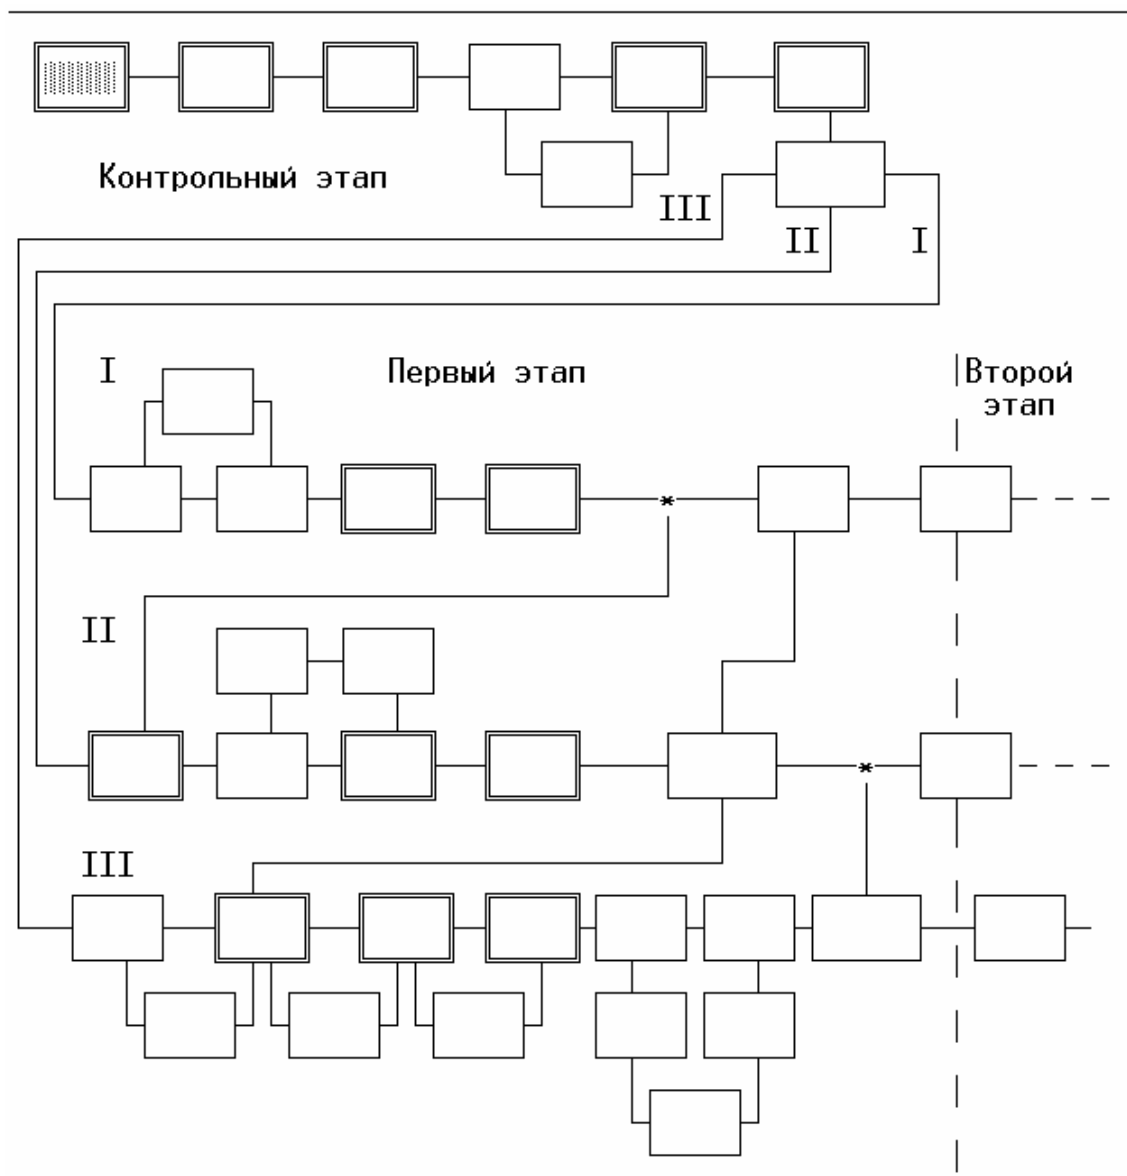 Контрольный этап
III
II
I
I
Первый этап
Второй
этап
*
II
*
III